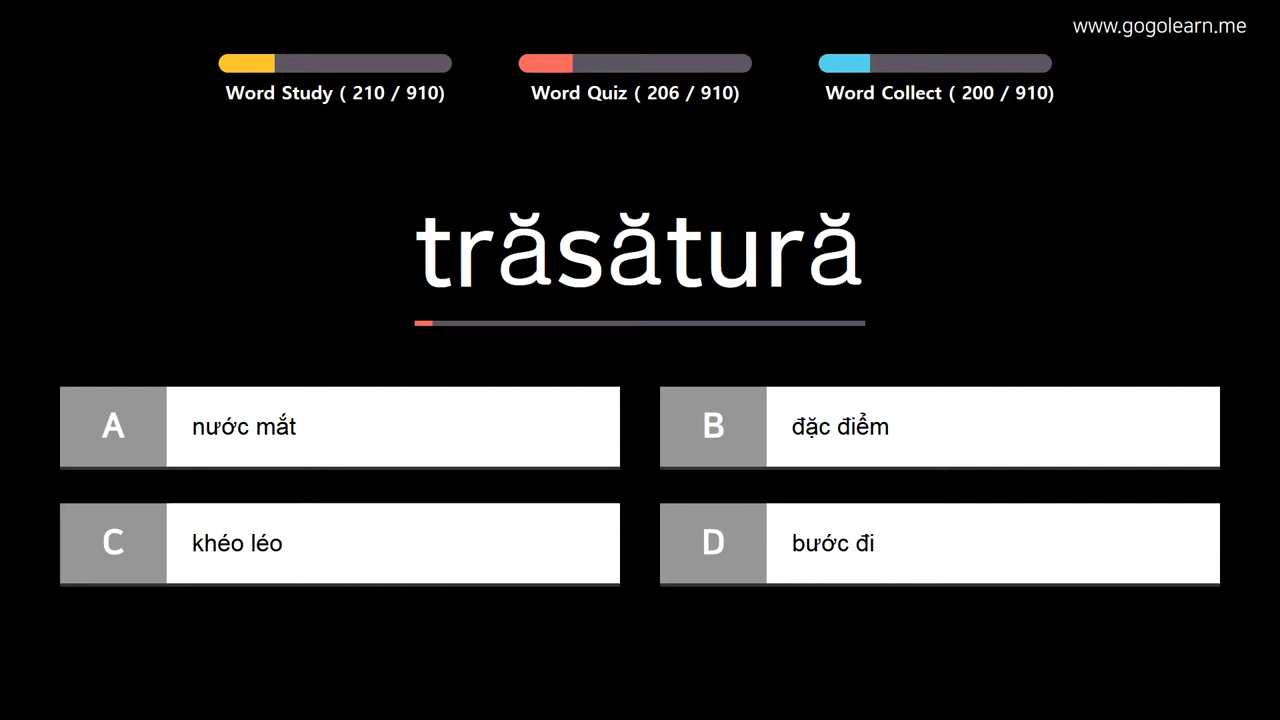 www.gogolearn.me
Word Study ( 210 / 910)
Word Quiz ( 206 / 910)
Word Collect ( 200 / 910)
trăsătură
A nước mắt
B đặc điểm
C khéo léo
D bước đi